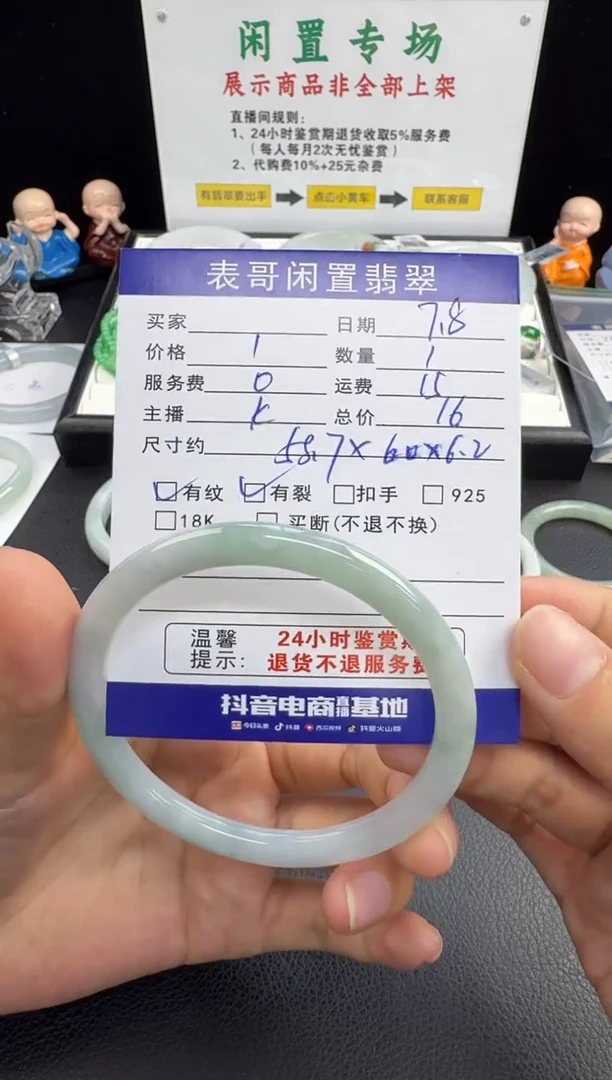 闲置专场
展示商品非全部上架
直播间规则:
1、24小时鉴赏期退货收取5%服务费
(每人每月2次无忧鉴赏)
2、代购费10%+25元杂费
有翡翠要出手 点击小黄车 联系客服
表哥闲置翡翠
买家 日期 7.8
价格 1 数量 1
服务费 0 运费 15
主播 K 总价 16
尺寸约 58.7×60×6.2
有纹 有裂 扣手 925
18K 买断(不退不换)
温馨 24小时鉴赏期
提示: 退货不退服务费
抖音电商直播基地
今日头条 抖音 西瓜视频 抖音火山版